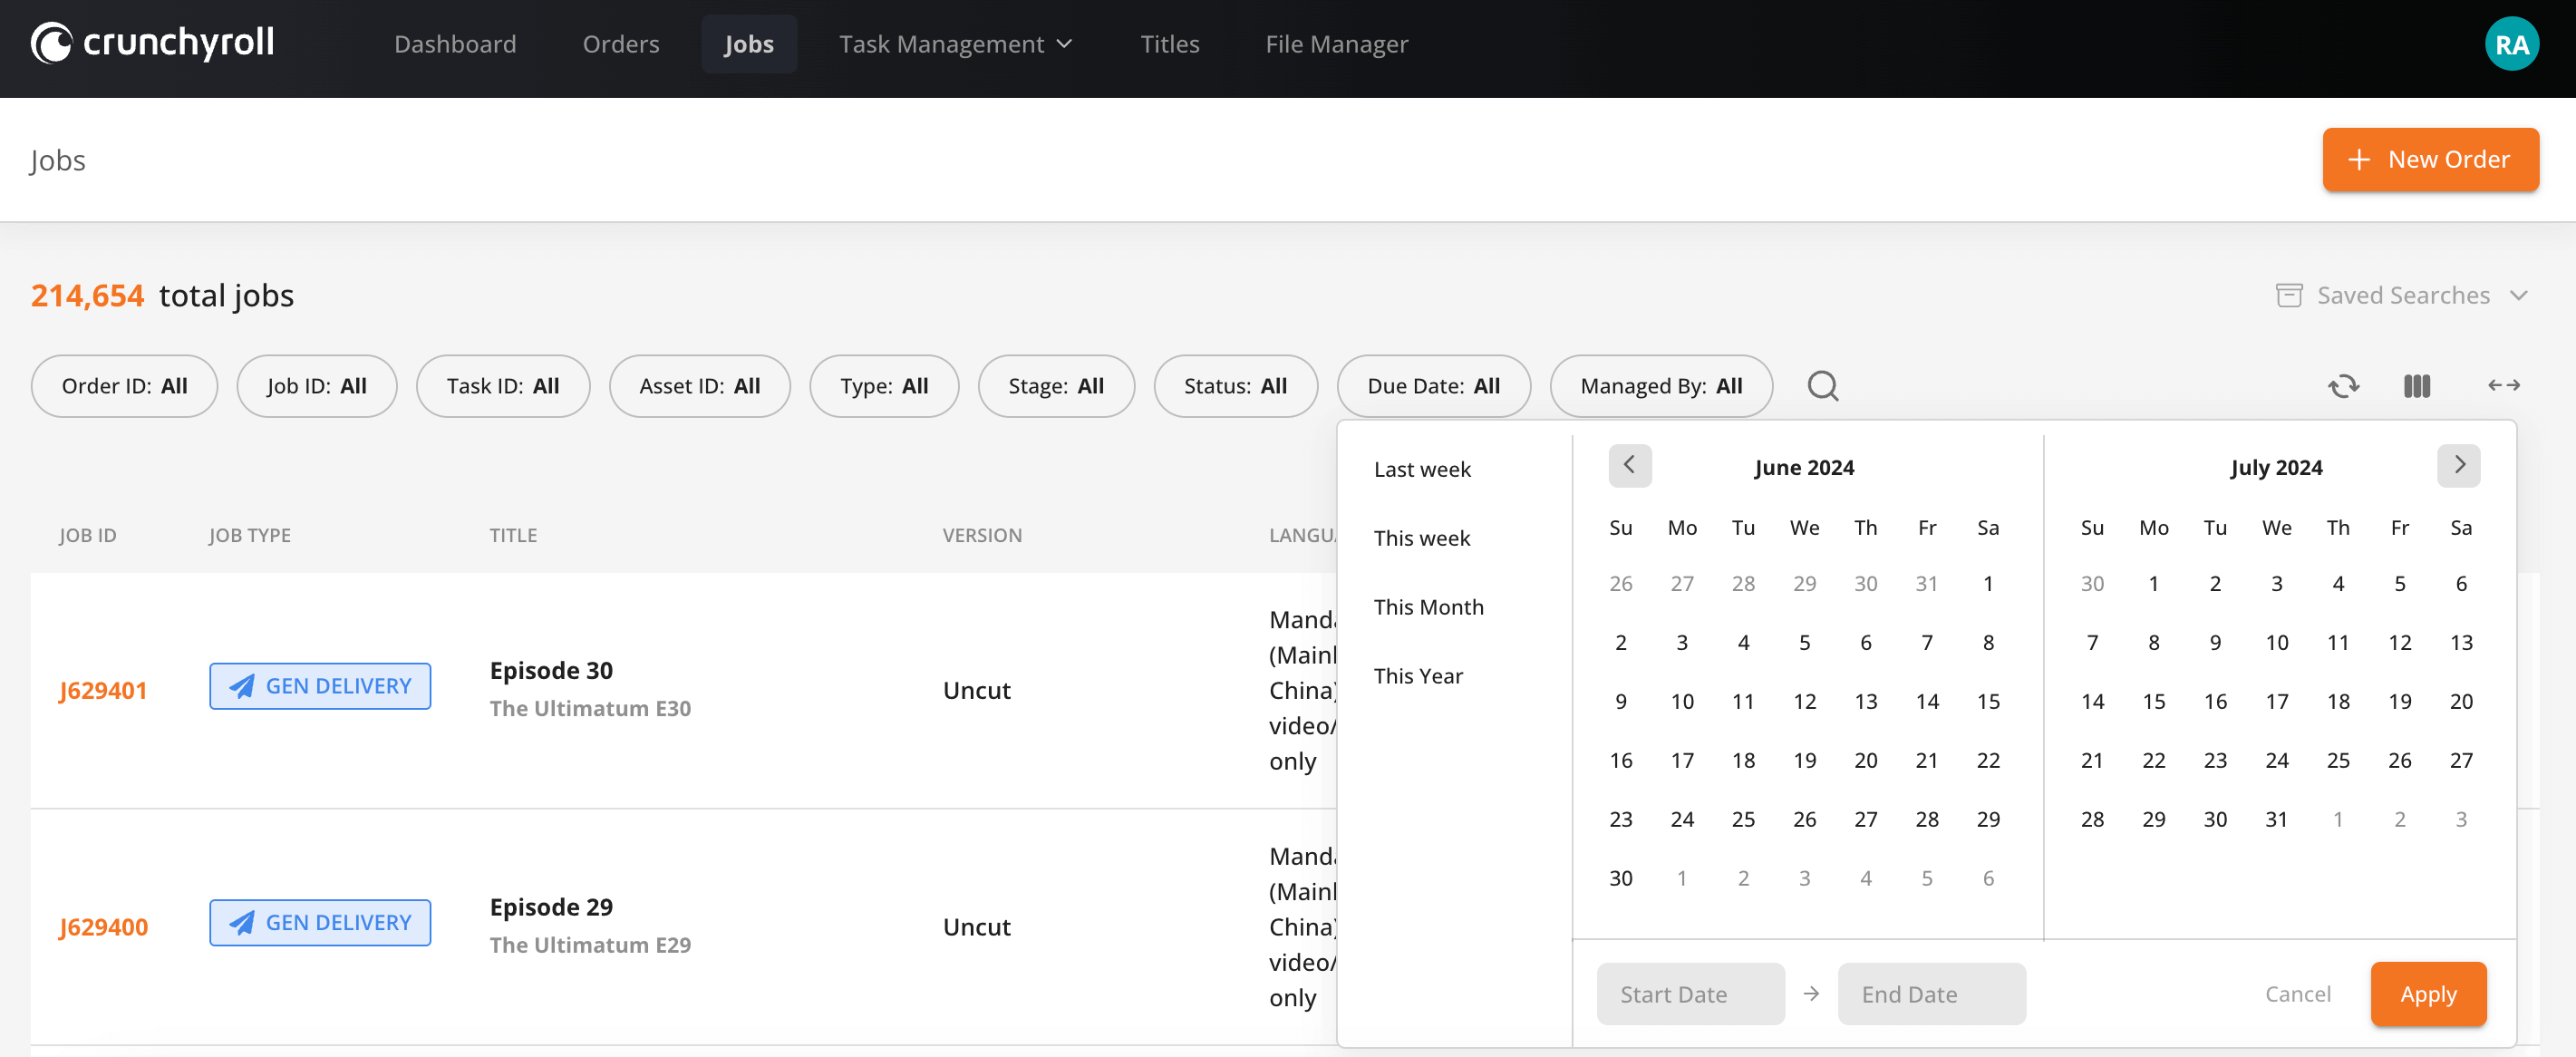 crunchyroll
Dashboard
Orders
Jobs
Task Management
Titles
File Manager
RA
Jobs
+ New Order
214,654 total jobs
Saved Searches
Order ID: All
Job ID: All
Task ID: All
Asset ID: All
Type: All
Stage: All
Status: All
Due Date: All
Managed By: All
JOB ID
JOB TYPE
TITLE
VERSION
LANGUA
J629401
GEN DELIVERY
Episode 30
The Ultimatum E30
Uncut
Manda
(Mainl
China)
video/
only
J629400
GEN DELIVERY
Episode 29
The Ultimatum E29
Uncut
Manda
(Mainl
China)
video/
only
Last week
This week
This Month
This Year
June 2024
Su Mo Tu We Th Fr Sa
26 27 28 29 30 31 1
2 3 4 5 6 7 8
9 10 11 12 13 14 15
16 17 18 19 20 21 22
23 24 25 26 27 28 29
30 1 2 3 4 5 6
July 2024
Su Mo Tu We Th Fr Sa
30 1 2 3 4 5 6
7 8 9 10 11 12 13
14 15 16 17 18 19 20
21 22 23 24 25 26 27
28 29 30 31 1 2 3
Start Date → End Date
Cancel
Apply